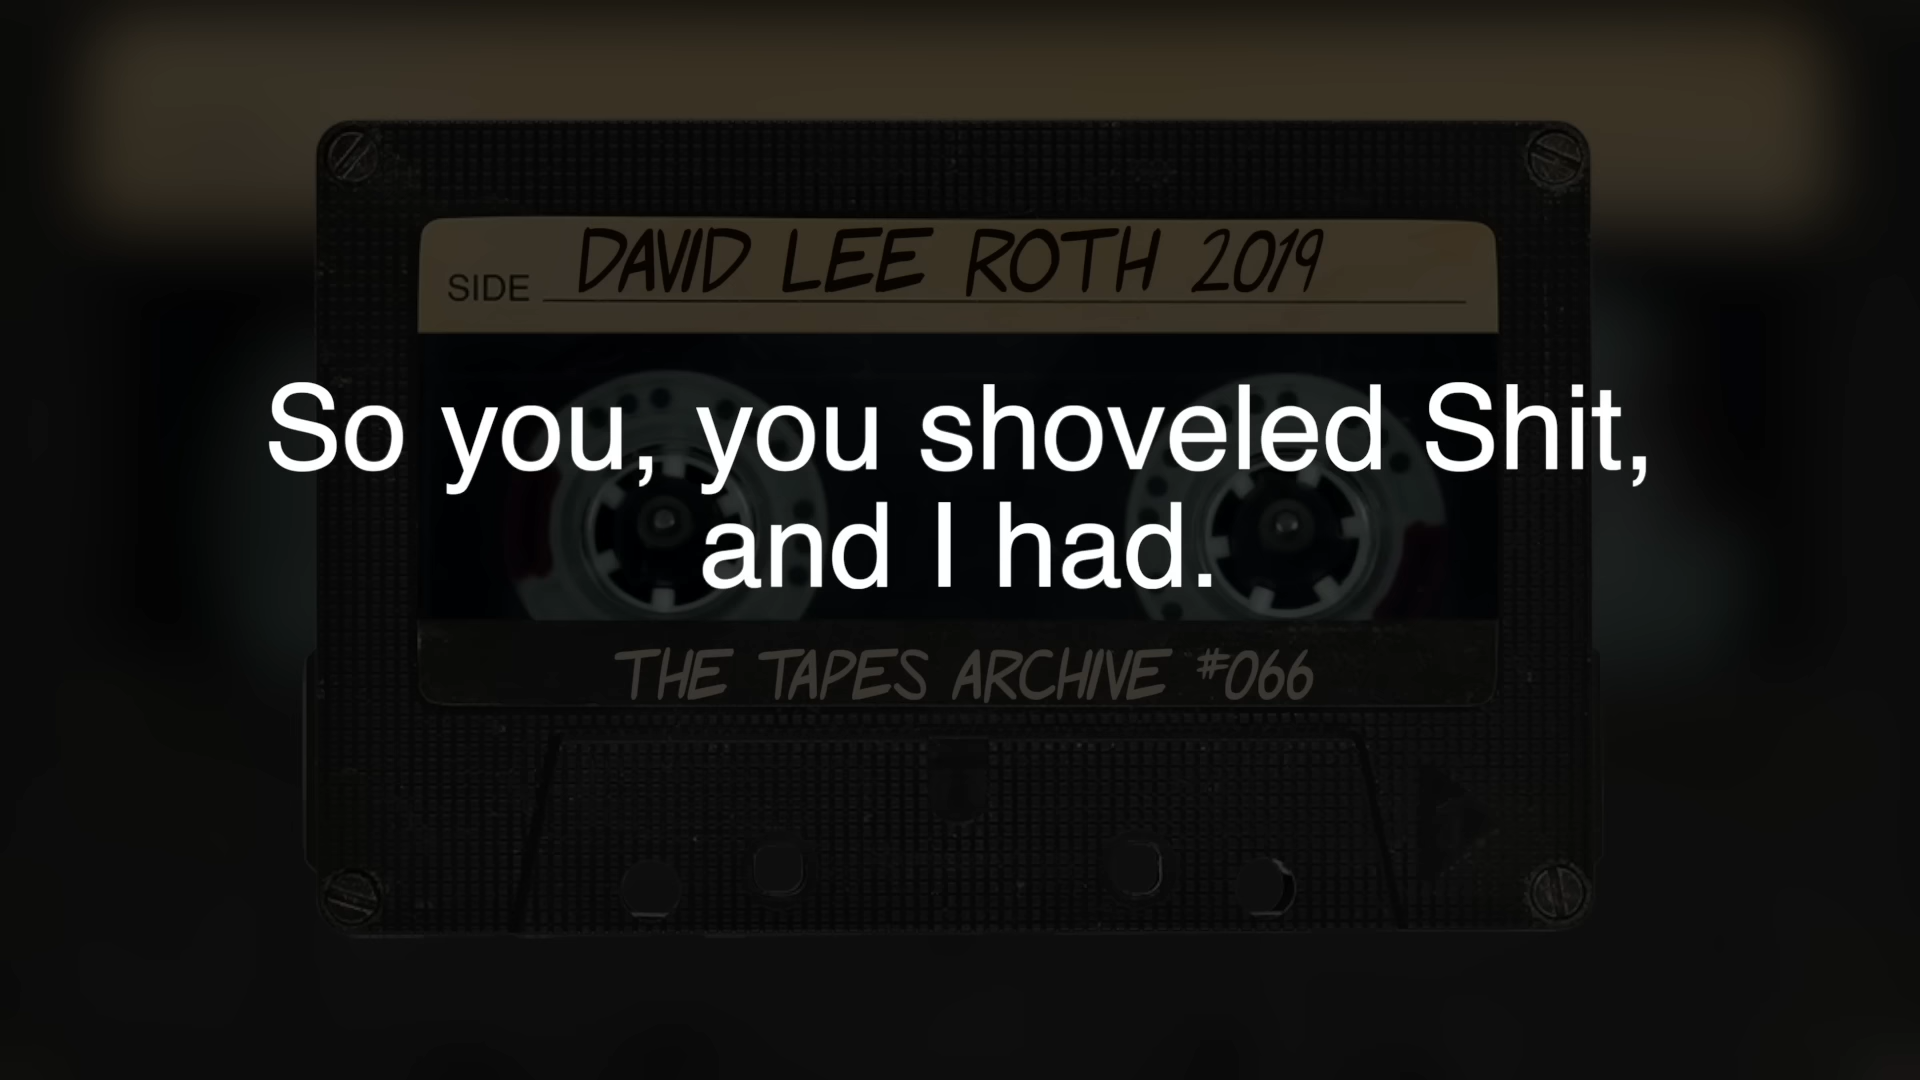 DAVID LEE ROTH 2019
SIDE
So you, you shoveled Shit,
and I had.
THE TAPES ARCHIVE #066